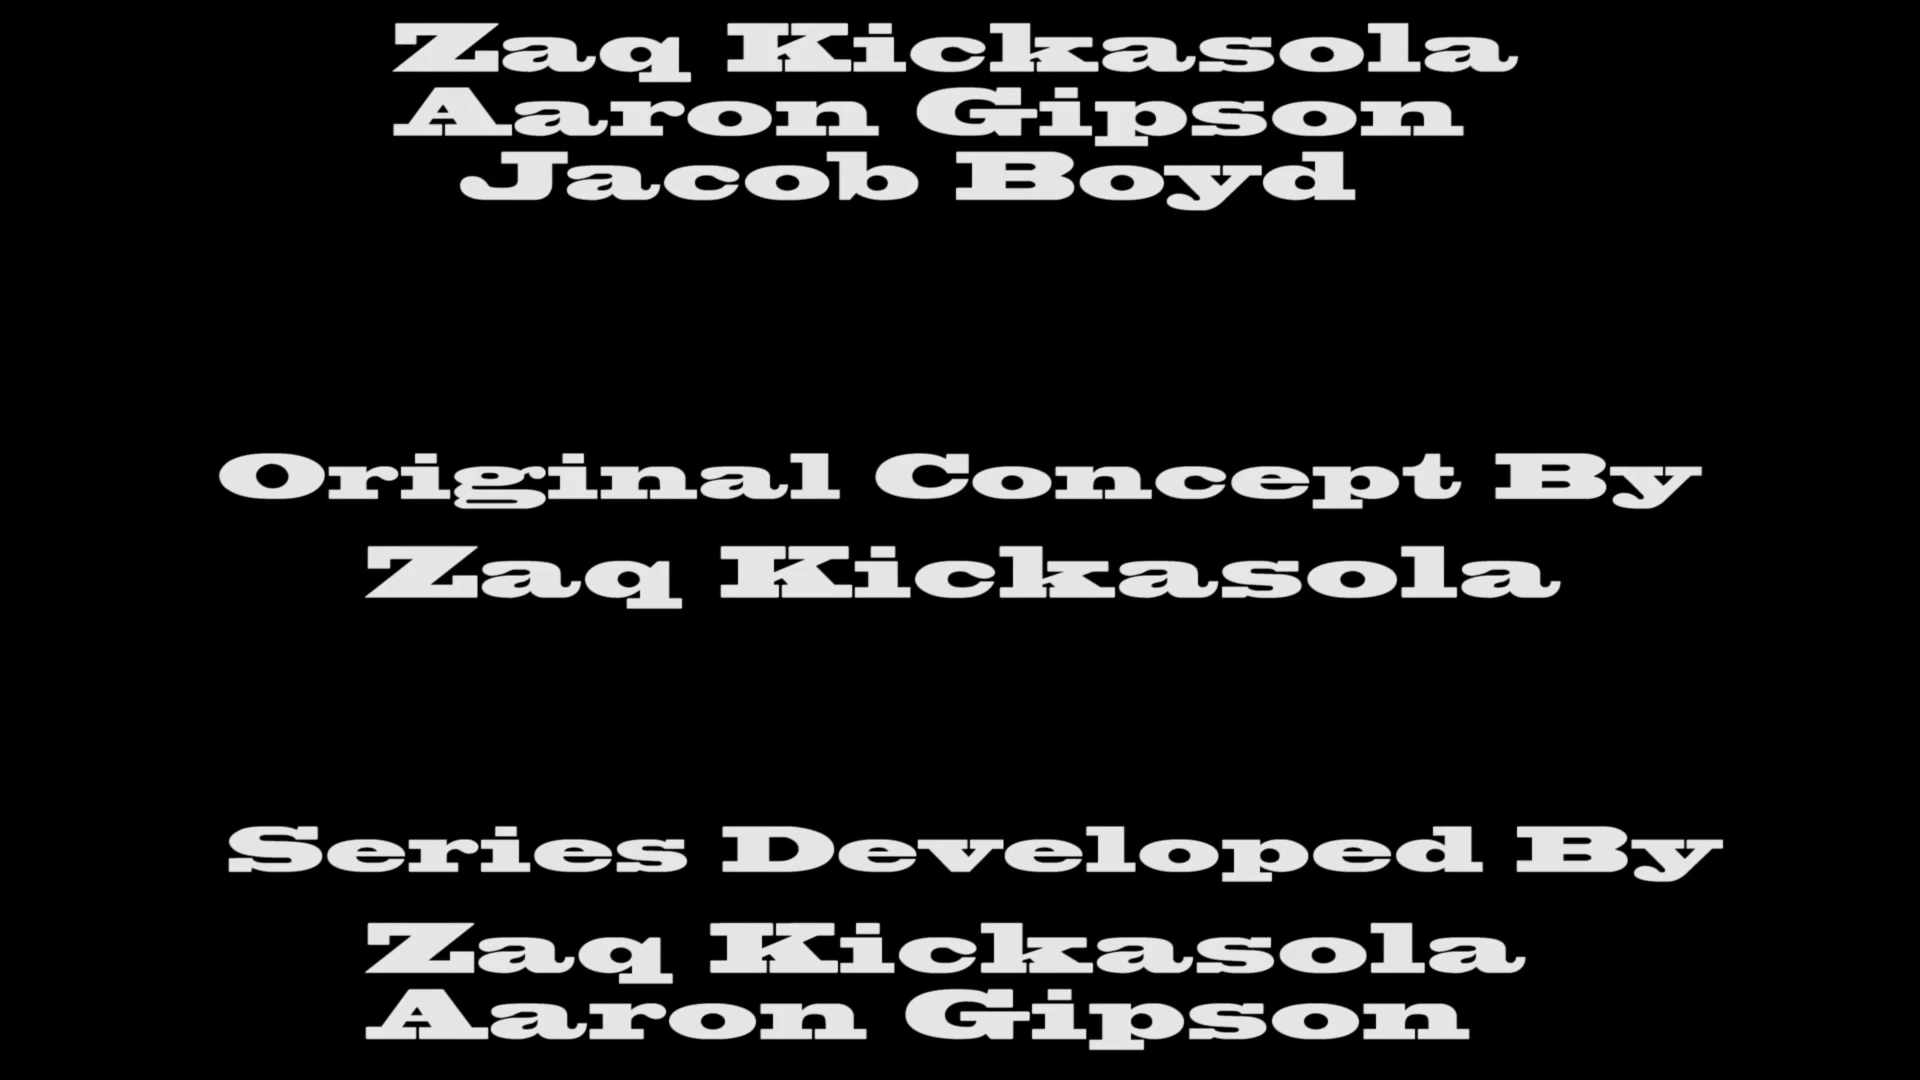 Zaq Kickasola
Aaron Gipson
Jacob Boyd
Original Concept By
Zaq Kickasola
Series Developed By
Zaq Kickasola
Aaron Gipson